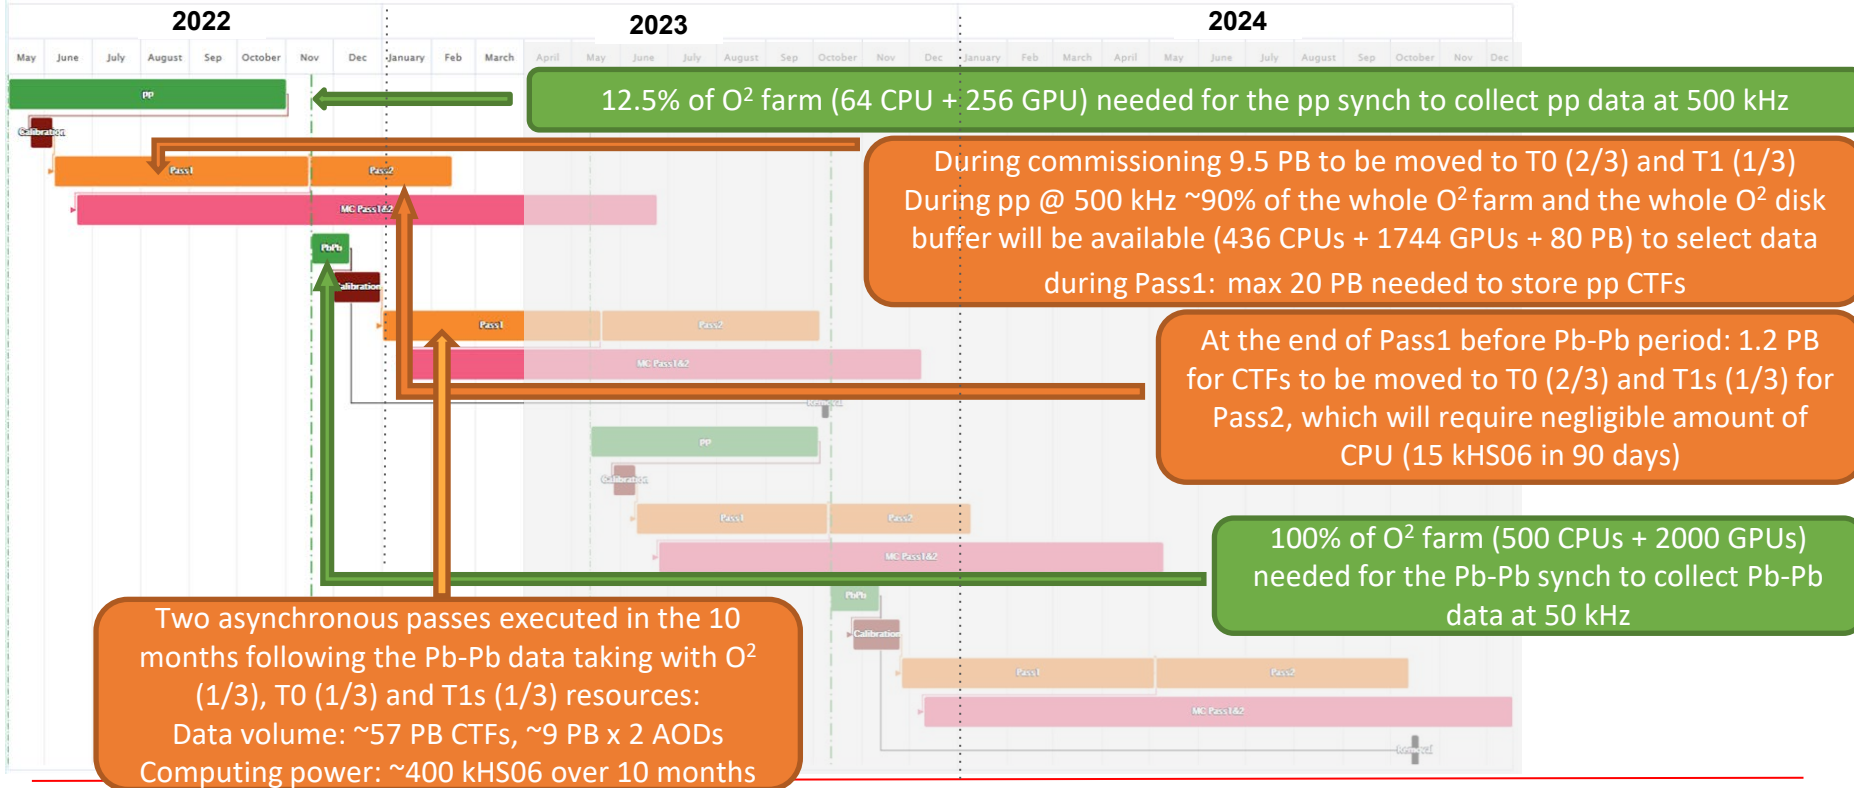 2022
2023
2024
May June July August Sep October Nov Dec January Feb March April May June July August Sep October Nov Dec January Feb March April May June July August Sep October Nov Dec
pp
12.5% of O² farm (64 CPU + 256 GPU) needed for the pp synch to collect pp data at 500 kHz
Calibration
Pass1
Pass2
During commissioning 9.5 PB to be moved to T0 (2/3) and T1 (1/3)
During pp @ 500 kHz ~90% of the whole O² farm and the whole O² disk
buffer will be available (436 CPUs + 1744 GPUs + 80 PB) to select data
during Pass1: max 20 PB needed to store pp CTFs
MC Pass1&2
PbPb
Calibration
Pass1
Pass2
MC Pass1&2
At the end of Pass1 before Pb-Pb period: 1.2 PB
for CTFs to be moved to T0 (2/3) and T1s (1/3) for
Pass2, which will require negligible amount of
CPU (15 kHS06 in 90 days)
Removal
pp
Calibration
Pass1
Pass2
MC Pass1&2
100% of O² farm (500 CPUs + 2000 GPUs)
needed for the Pb-Pb synch to collect Pb-Pb
data at 50 kHz
PbPb
Calibration
Pass1
Pass2
MC Pass1&2
Removal
Two asynchronous passes executed in the 10
months following the Pb-Pb data taking with O²
(1/3), T0 (1/3) and T1s (1/3) resources:
Data volume: ~57 PB CTFs, ~9 PB x 2 AODs
Computing power: ~400 kHS06 over 10 months